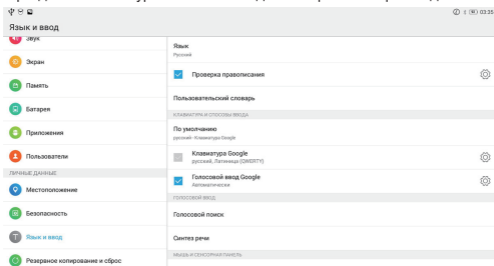 03:35
Язык и ввод
Звук
Экран
Память
Батарея
Приложения
Пользователи
ЛИЧНЫЕ ДАННЫЕ
Местоположение
Безопасность
Язык и ввод
Резервное копирование и сброс
Язык
Русский
Проверка правописания
Пользовательский словарь
КЛАВИАТУРА И СПОСОБЫ ВВОДА
По умолчанию
русский - Клавиатура Google
Клавиатура Google
русский, Латиница (QWERTY)
Голосовой ввод Google
Автоматически
ГОЛОСОВОЙ ВВОД
Голосовой поиск
Синтез речи
МЫШЬ И СЕНСОРНАЯ ПАНЕЛЬ